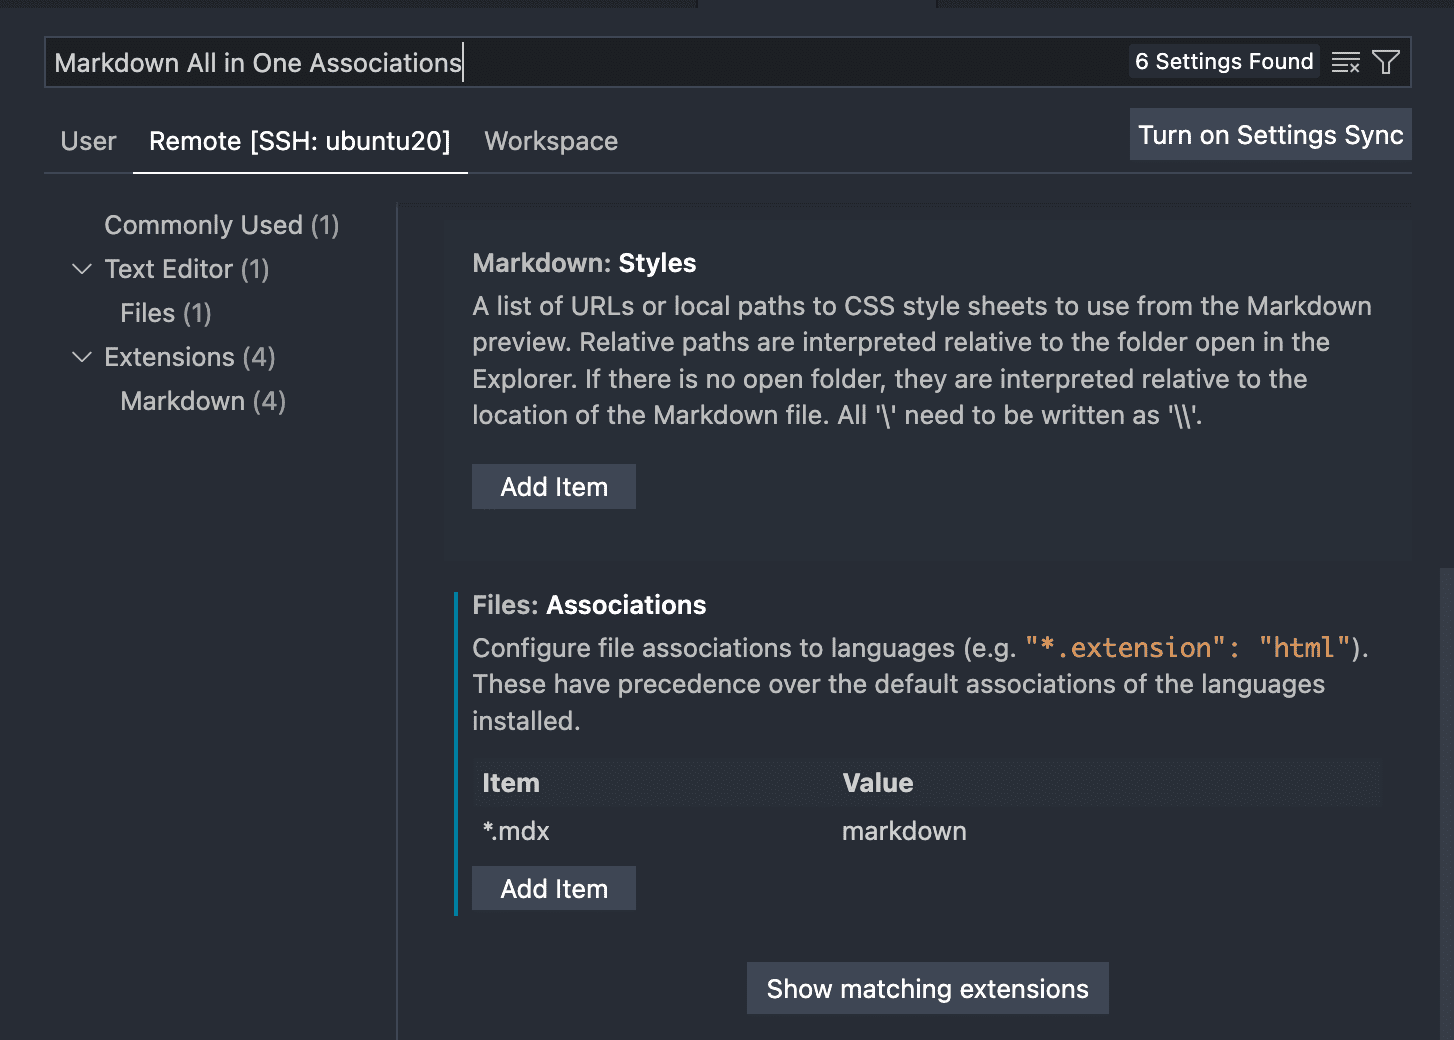 Markdown All in One Associations
6 Settings Found
User
Remote [SSH: ubuntu20]
Workspace
Turn on Settings Sync
Commonly Used (1)
Text Editor (1)
Files (1)
Extensions (4)
Markdown (4)
Markdown: Styles
A list of URLs or local paths to CSS style sheets to use from the Markdown
preview. Relative paths are interpreted relative to the folder open in the
Explorer. If there is no open folder, they are interpreted relative to the
location of the Markdown file. All '\' need to be written as '\\'.
Add Item
Files: Associations
Configure file associations to languages (e.g. "*.extension": "html").
These have precedence over the default associations of the languages
installed.
Item Value
*.mdx markdown
Add Item
Show matching extensions